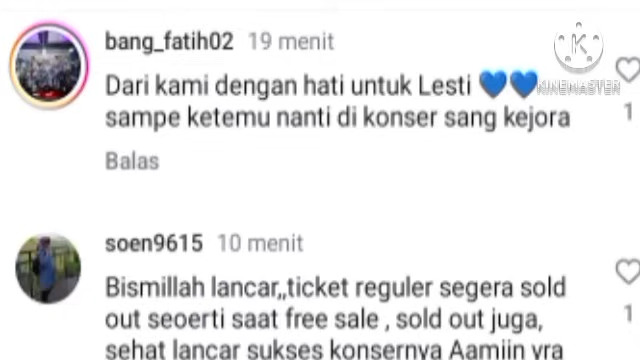 bang_fatih02 19 menit
Dari kami dengan hati untuk Lesti 💙💙
sampe ketemu nanti di konser sang kejora
1
Balas
soen9615 10 menit
Bismillah lancar,,ticket reguler segera sold
out seoerti saat free sale , sold out juga,
1
sehat lancar sukses konsernya Aamiin yra
K
KINEMASTER